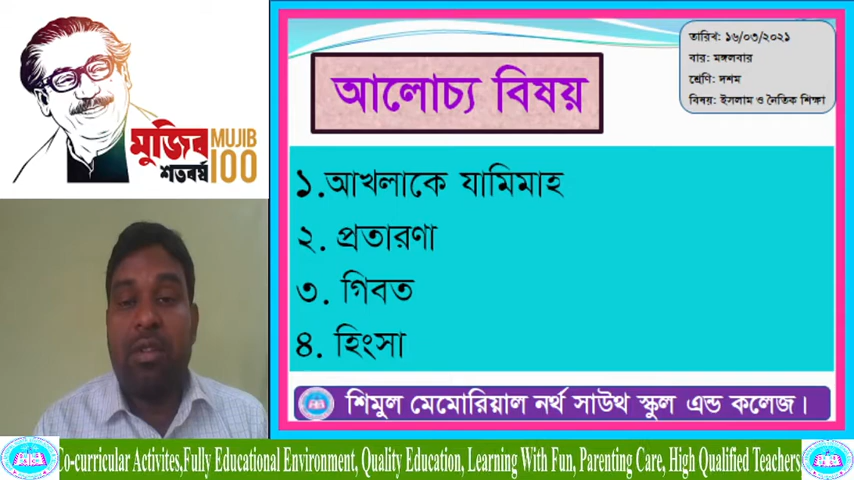 মুজিব
শতবর্ষ
MUJIB
100
তারিখ: ১৬/০৩/২০২১
বার: মঙ্গলবার
শ্রেণি: দশম
বিষয়: ইসলাম ও নৈতিক শিক্ষা
আলোচ্য বিষয়
১.আখলাকে যামিমাহ
২. প্রতারণা
৩. গিবত
৪. হিংসা
শিমুল মেমোরিয়াল নর্থ সাউথ স্কুল এন্ড কলেজ।
Co-curricular Activites,Fully Educational Environment, Quality Education, Learning With Fun, Parenting Care, High Qualified Teachers,